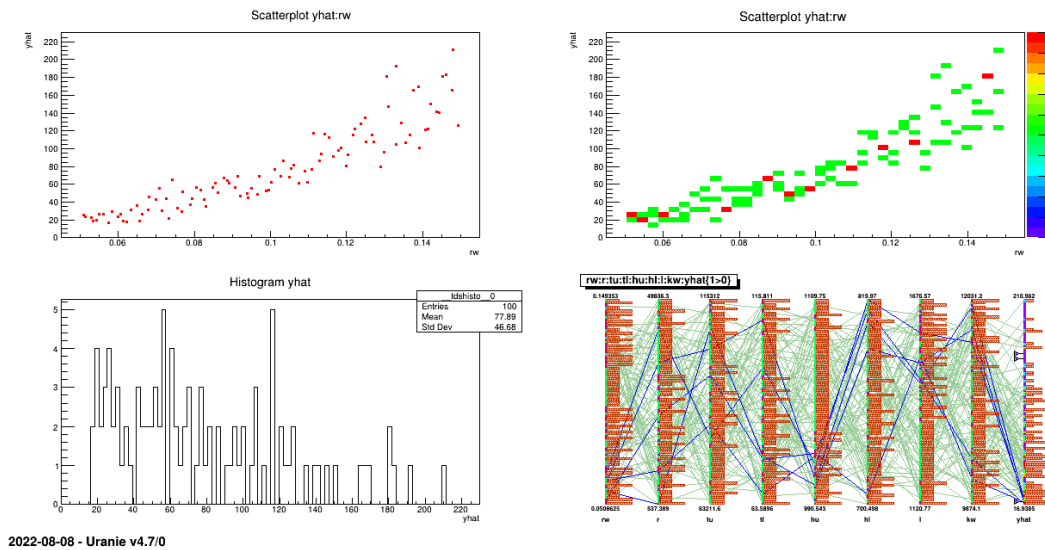 Scatterplot yhat:rw
yhat
220
200
180
160
140
120
100
80
60
40
20
0
0.06
0.08
0.1
0.12
0.14
rw
Scatterplot yhat:rw
yhat
220
200
180
160
140
120
100
80
60
40
20
0
0.06
0.08
0.1
0.12
0.14
rw
Histogram yhat
__tdshisto__0
Entries 100
Mean 77.89
Std Dev 46.68
5
4
3
2
1
0
0 20 40 60 80 100 120 140 160 180 200 220
yhat
rw:r:tu:tl:hu:hl:l:kw:yhat{1>0}
0.149353 49836.3 115312 115.811 1109.75 819.97 1676.57 12031.2 210.962
0.0506625 537.389 63211.6 63.5896 990.543 700.498 1120.77 9874.1 16.9385
rw r tu tl hu hl l kw yhat
2022-08-08 - Uranie v4.7/0